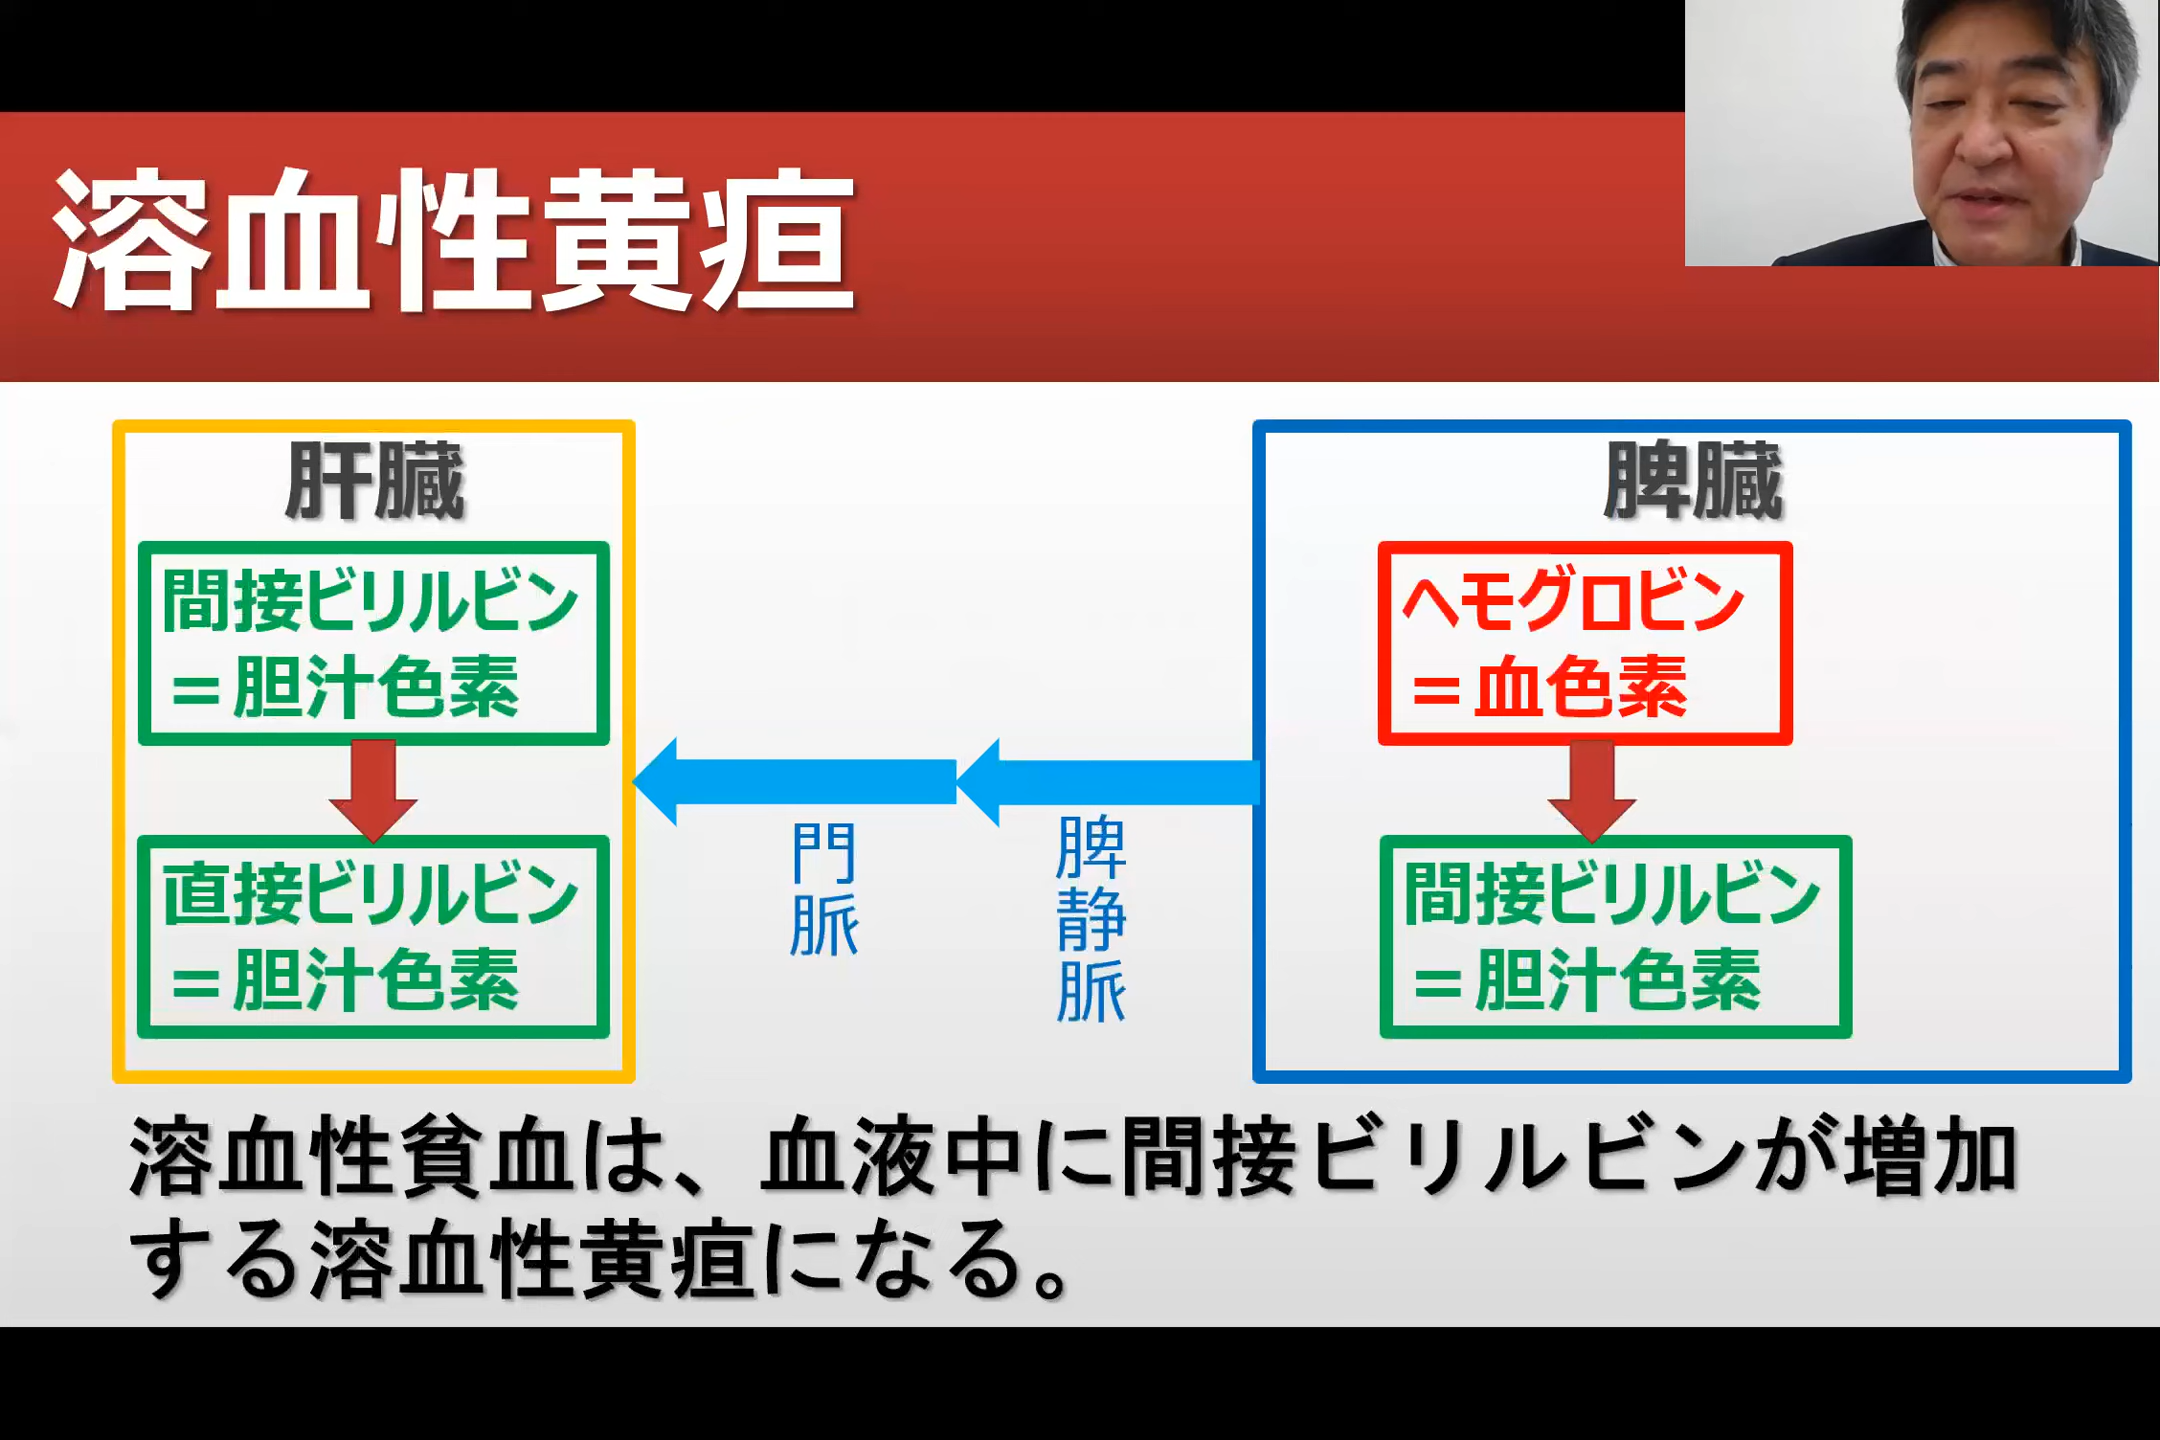 溶血性黄疸
肝臓
間接ビリルビン
＝胆汁色素
直接ビリルビン
＝胆汁色素
門脈
脾静脈
脾臓
ヘモグロビン
＝血色素
間接ビリルビン
＝胆汁色素
溶血性貧血は、血液中に間接ビリルビンが増加
する溶血性黄疸になる。